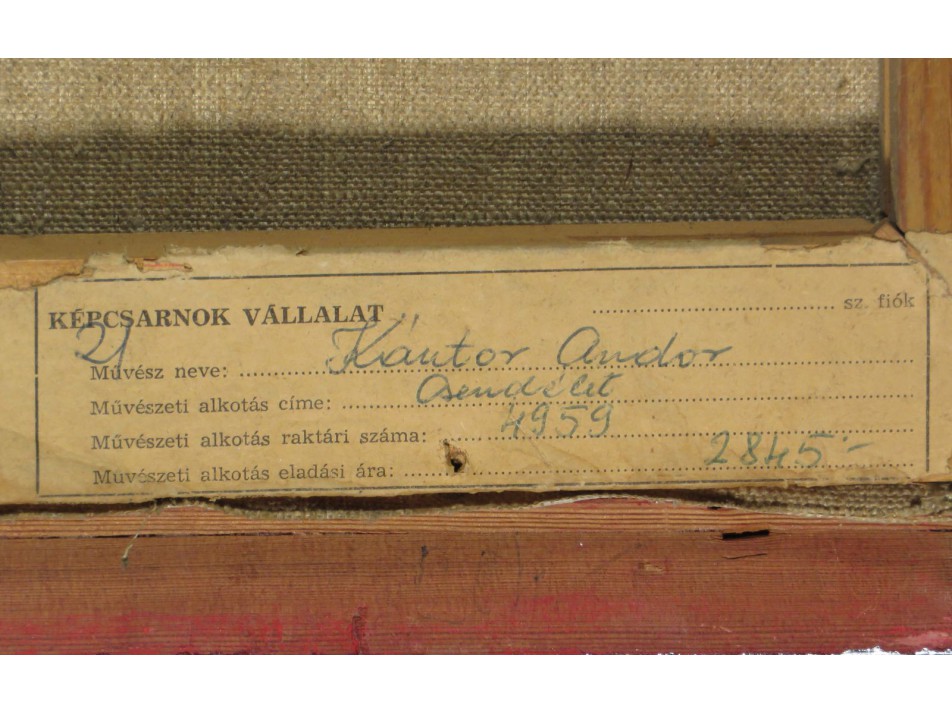 KÉPCSARNOK VÁLLALAT
sz. fiók
21
Művész neve: Kántor Andor
Művészeti alkotás címe: Csendélet
Művészeti alkotás raktári száma: 4959
Művészeti alkotás eladási ára: 2845.-